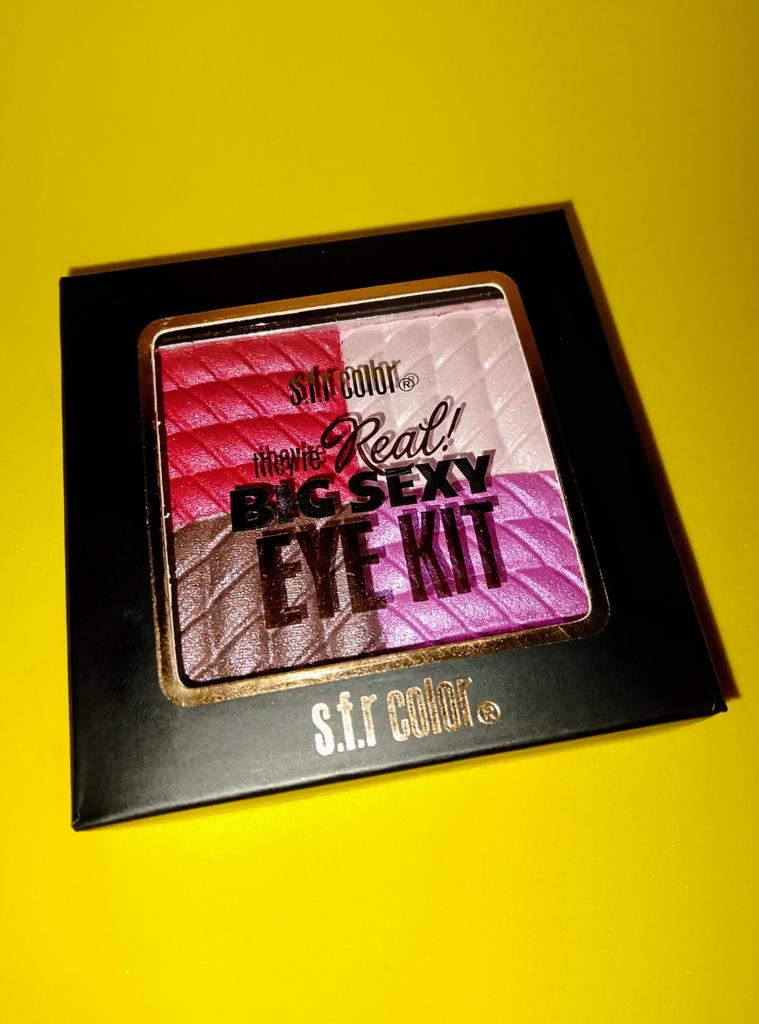 s.f.r color®
they're Real!
BIG SEXY
EYE KIT
s.f.r color®